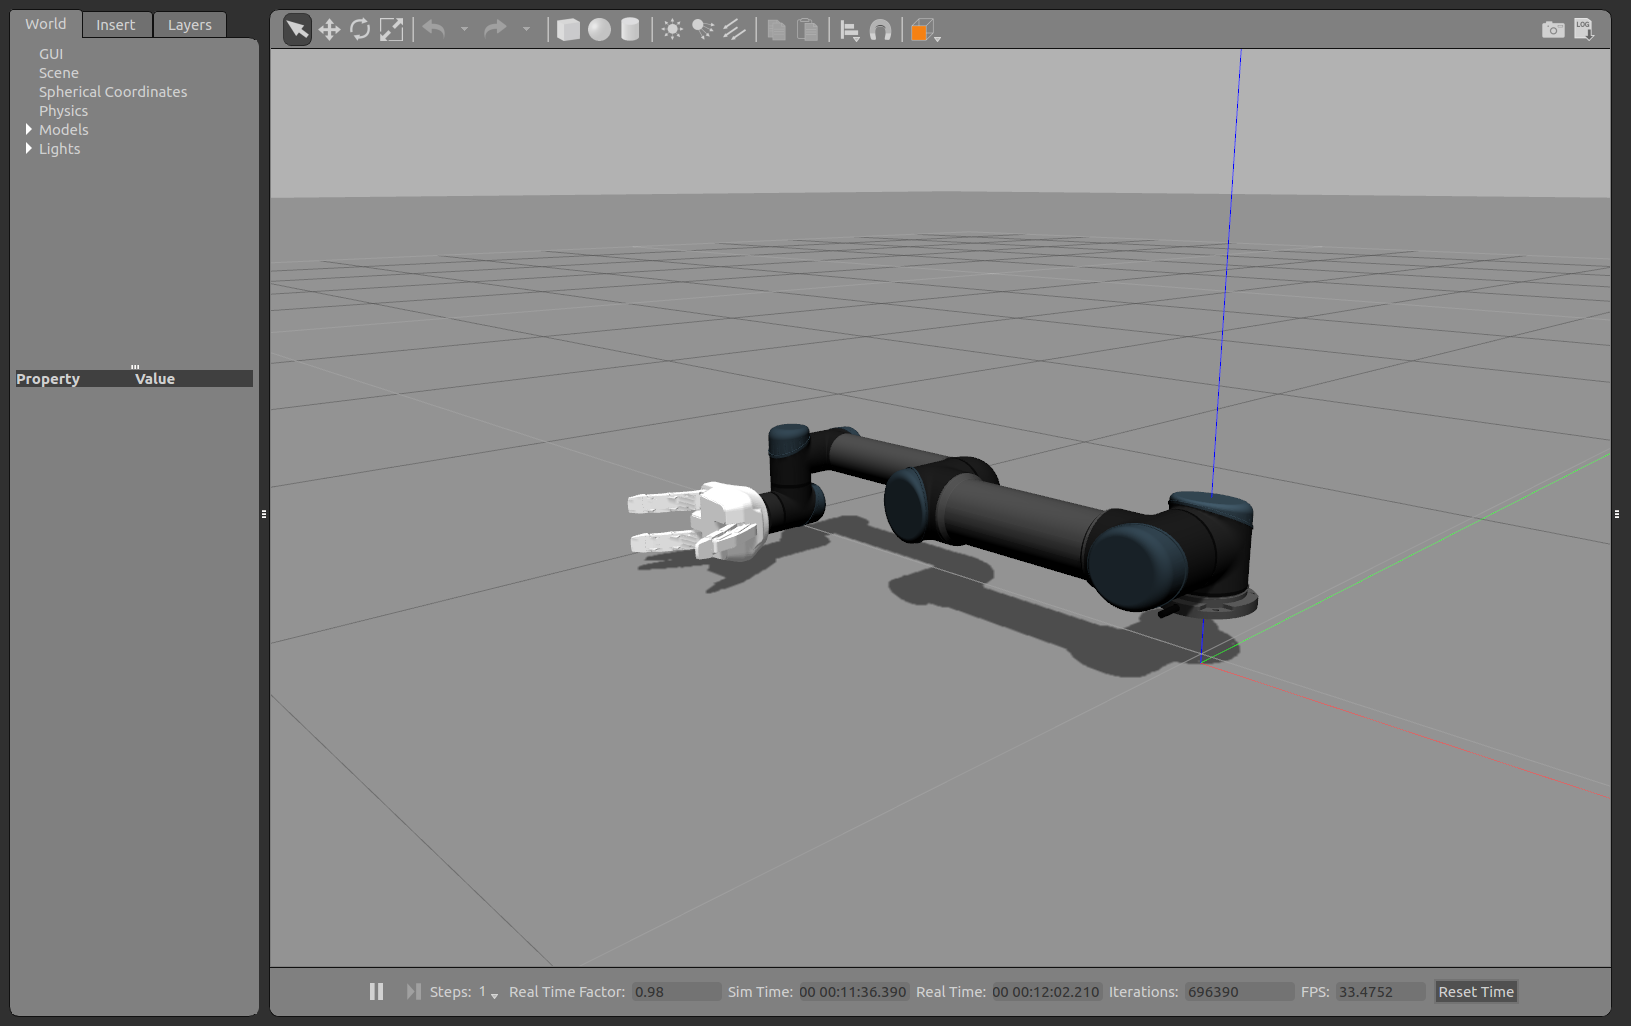 World Insert Layers
GUI
Scene
Spherical Coordinates
Physics
Models
Lights
Property Value
LOG
Steps: 1 Real Time Factor: 0.98 Sim Time: 00 00:11:36.390 Real Time: 00 00:12:02.210 Iterations: 696390 FPS: 33.4752 Reset Time